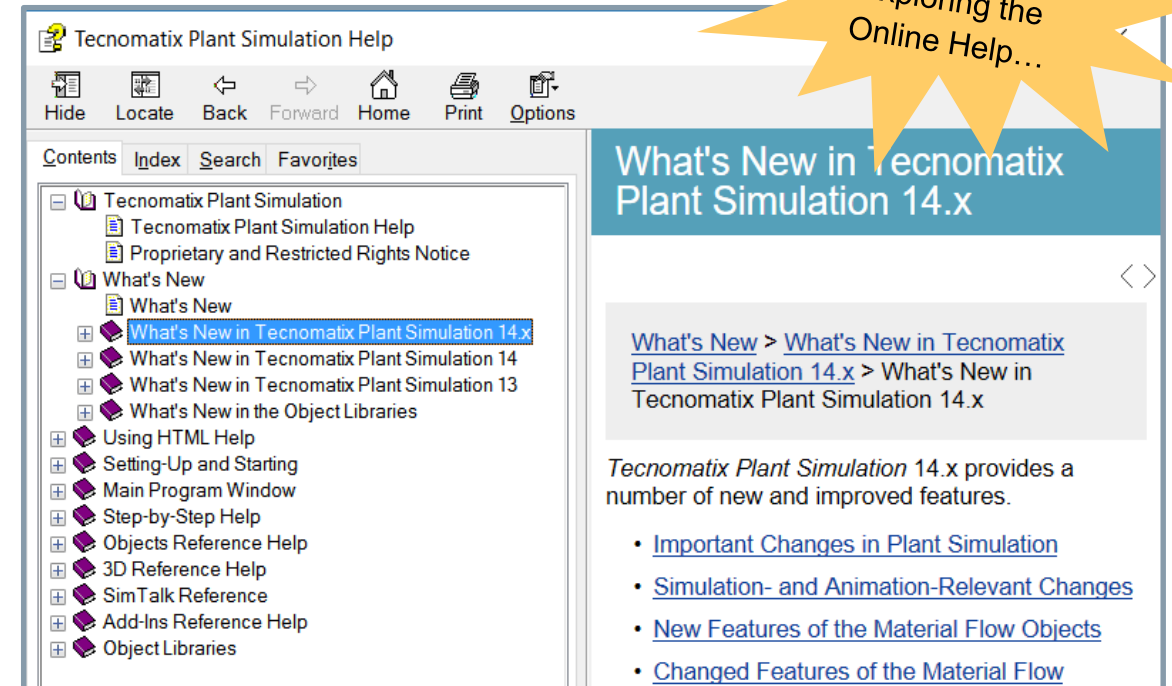 Tecnomatix Plant Simulation Help
the
Online Help…
Hide Locate Back Forward Home Print Options
Contents Index Search Favorites
Tecnomatix Plant Simulation
Tecnomatix Plant Simulation Help
Proprietary and Restricted Rights Notice
What's New
What's New
What's New in Tecnomatix Plant Simulation 14.x
What's New in Tecnomatix Plant Simulation 14
What's New in Tecnomatix Plant Simulation 13
What's New in the Object Libraries
Using HTML Help
Setting-Up and Starting
Main Program Window
Step-by-Step Help
Objects Reference Help
3D Reference Help
SimTalk Reference
Add-Ins Reference Help
Object Libraries
What's New in Tecnomatix
Plant Simulation 14.x
What's New > What's New in Tecnomatix
Plant Simulation 14.x > What's New in
Tecnomatix Plant Simulation 14.x
Tecnomatix Plant Simulation 14.x provides a
number of new and improved features.
• Important Changes in Plant Simulation
• Simulation- and Animation-Relevant Changes
• New Features of the Material Flow Objects
• Changed Features of the Material Flow